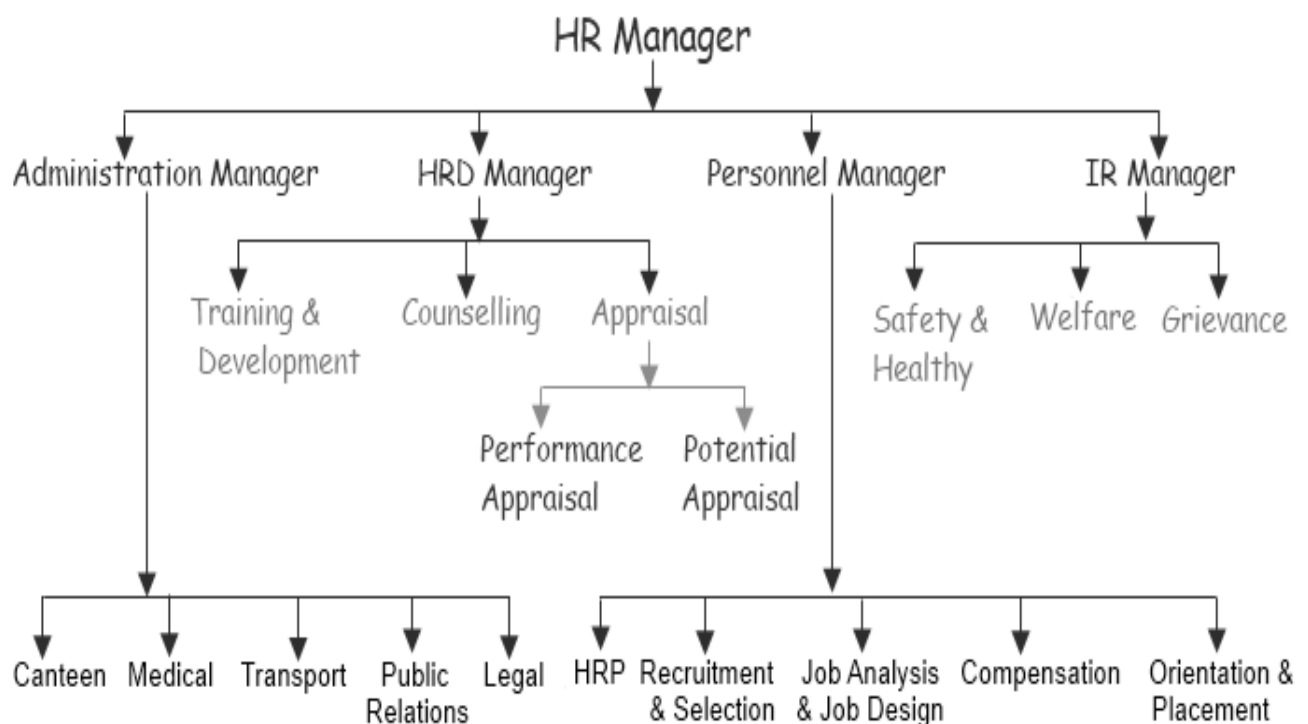 HR Manager
Administration Manager HRD Manager Personnel Manager IR Manager
Training & Counselling Appraisal Safety & Welfare Grievance
Development Healthy
Performance Potential
Appraisal Appraisal
Canteen Medical Transport Public Legal HRP Recruitment Job Analysis Compensation Orientation &
Relations & Selection & Job Design Placement